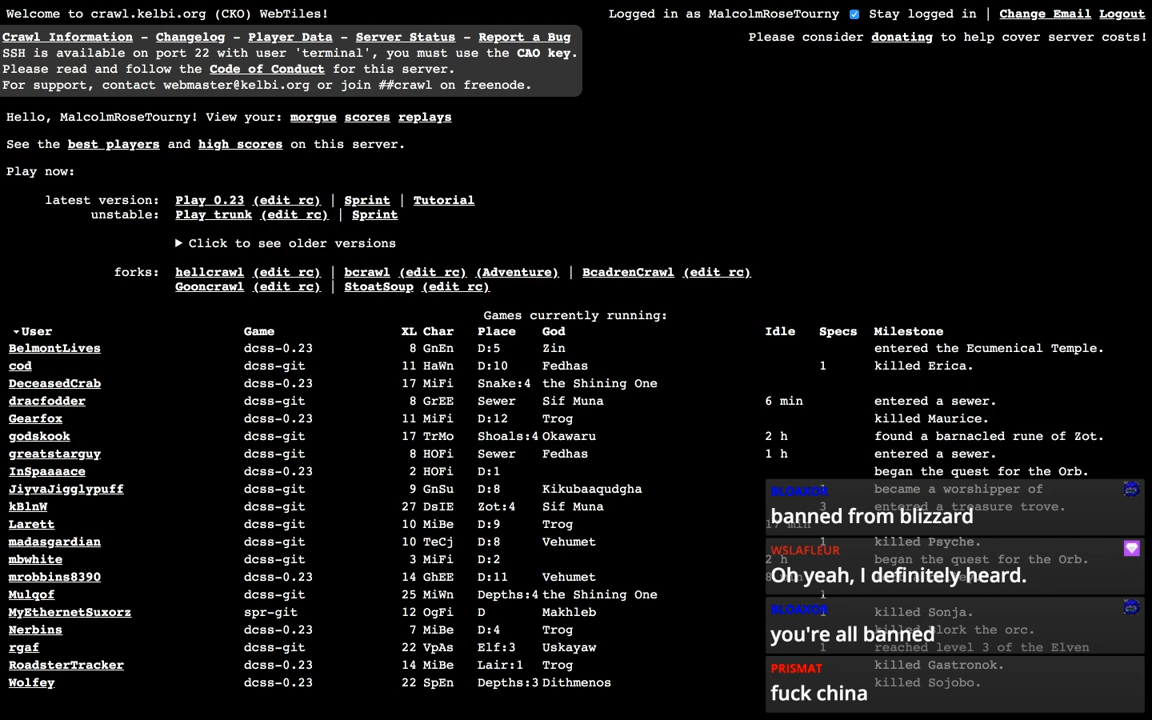 Welcome to crawl.kelbi.org (CKO) WebTiles! Logged in as MalcolmRoseTourny Stay logged in | Change Email Logout
Crawl Information – Changelog – Player Data – Server Status – Report a Bug Please consider donating to help cover server costs!
SSH is available on port 22 with user 'terminal', you must use the CAO key.
Please read and follow the Code of Conduct for this server.
For support, contact webmaster@kelbi.org or join ##crawl on freenode.
Hello, MalcolmRoseTourny! View your: morgue scores replays
See the best players and high scores on this server.
Play now:
latest version: Play 0.23 (edit rc) | Sprint | Tutorial
unstable: Play trunk (edit rc) | Sprint
▶ Click to see older versions
forks: hellcrawl (edit rc) | bcrawl (edit rc) (Adventure) | BcadrenCrawl (edit rc)
Gooncrawl (edit rc) | StoatSoup (edit rc)
Games currently running:
User Game XL Char Place God Idle Specs Milestone
BelmontLives dcss-0.23 8 GnEn D:5 Zin entered the Ecumenical Temple.
cod dcss-git 11 HaWn D:10 Fedhas 1 killed Erica.
DeceasedCrab dcss-0.23 17 MiFi Snake:4 the Shining One
dracfodder dcss-git 8 GrEE Sewer Sif Muna 6 min entered a sewer.
Gearfox dcss-0.23 11 MiFi D:12 Trog killed Maurice.
godskook dcss-git 17 TrMo Shoals:4 Okawaru 2 h found a barnacled rune of Zot.
greatstarguy dcss-git 8 HOFi Sewer Fedhas 1 h entered a sewer.
InSpaaaace dcss-git 2 HOFi D:1 began the quest for the Orb.
JiyvaJigglypuff dcss-git 9 GnSu D:8 Kikubaaqudgha became a worshipper of
kBlnW dcss-git 27 DsIE Zot:4 Sif Muna 3 entered a treasure trove.
Larett dcss-git 10 MiBe D:9 Trog 17 min
madasgardian dcss-git 10 TeCj D:8 Vehumet 1 killed Psyche.
mbwhite dcss-git 3 MiFi D:2 2 h began the quest for the Orb.
mrobbins8390 dcss-git 14 GhEE D:11 Vehumet 8
Mulqof dcss-git 25 MiWn Depths:4 the Shining One 1
MyEthernetSuxorz spr-git 12 OgFi D Makhleb killed Sonja.
Nerbins dcss-0.23 7 MiBe D:4 Trog killed Blork the orc.
rgaf dcss-git 22 VpAs Elf:3 Uskayaw 1 reached level 3 of the Elven
RoadsterTracker dcss-0.23 14 MiBe Lair:1 Trog killed Gastronok.
Wolfey dcss-0.23 22 SpEn Depths:3 Dithmenos killed Sojobo.
BLOAXOR
banned from blizzard
WSLAFLEUR
Oh yeah, I definitely heard.
BLOAXOR
you're all banned
PRISMAT
fuck china